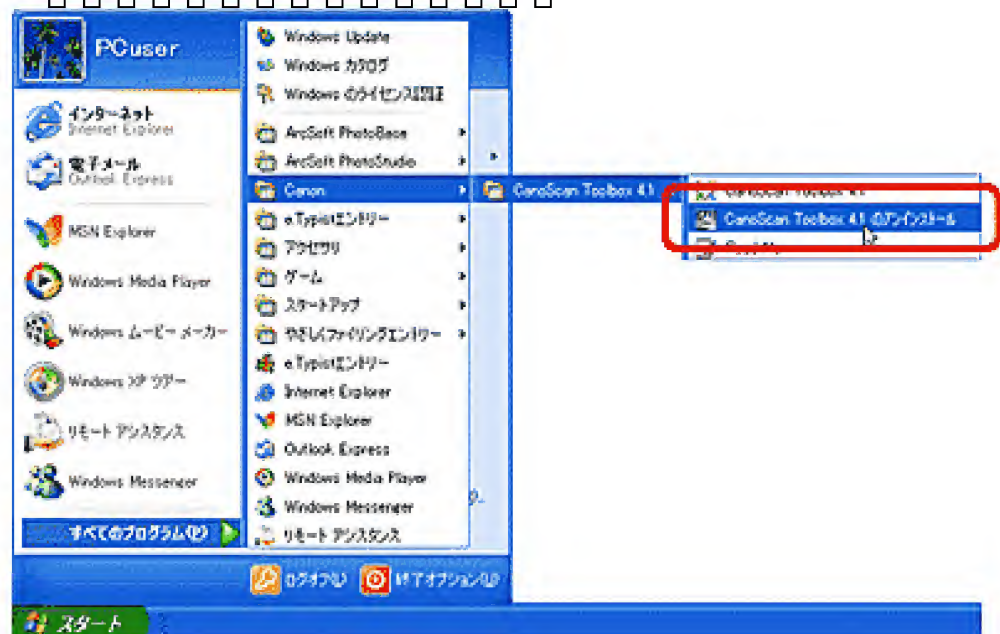 PCuser
インターネット
Internet Explorer
電子メール
Outlook Express
MSN Explorer
Windows Media Player
Windows ムービー メーカー
Windows XP ツアー
リモート アシスタンス
Windows Messenger
すべてのプログラム(P)
Windows Update
Windows カタログ
Windows のライセンス認証
ArcSoft PhotoBase
ArcSoft PhotoStudio
Canon
e.Typistエントリー
アクセサリ
ゲーム
スタートアップ
やさしくファイリングエントリー
e.Typistエントリー
Internet Explorer
MSN Explorer
Outlook Express
Windows Media Player
Windows Messenger
リモート アシスタンス
CanoScan Toolbox 4.1
CanoScan Toolbox 4.1
CanoScan Toolbox 4.1 のアンインストール
ログオフ(L)
終了オプション(U)
スタート